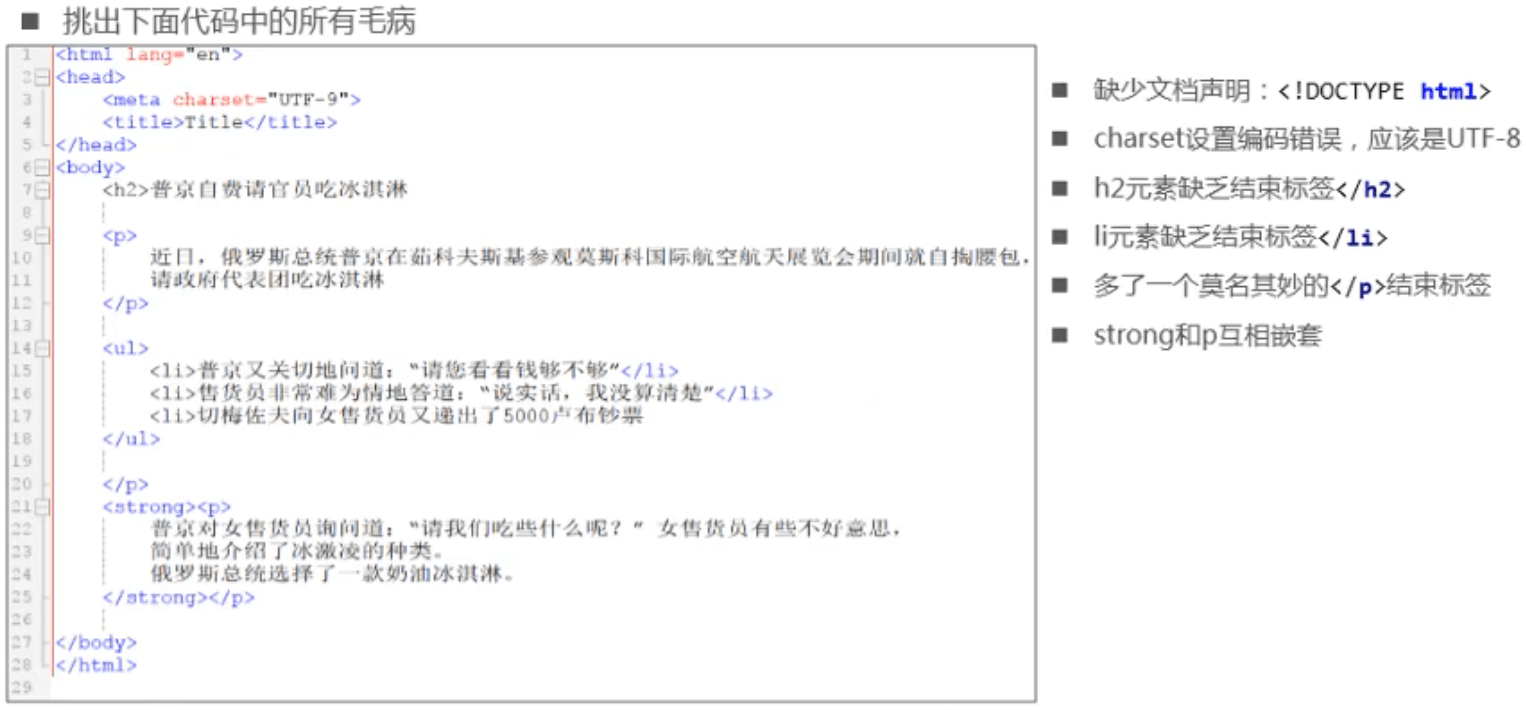 ■ 挑出下面代码中的所有毛病
1 <html lang="en">
2 <head>
3 <meta charset="UTF-9">
4 <title>Title</title>
5 </head>
6 <body>
7 <h2>普京自费请官员吃冰淇淋
8
9 <p>
10 近日，俄罗斯总统普京在茹科夫斯基参观莫斯科国际航空航天展览会期间就自掏腰包，
11 请政府代表团吃冰淇淋
12 </p>
13
14 <ul>
15 <li>普京又关切地问道：“请您看看钱够不够”</li>
16 <li>售货员非常难为情地答道：“说实话，我没算清楚”</li>
17 <li>切梅佐夫向女售货员又递出了5000卢布钞票
18 </ul>
19
20 </p>
21 <strong><p>
22 普京对女售货员询问道：“请我们吃些什么呢？” 女售货员有些不好意思，
23 简单地介绍了冰激凌的种类。
24 俄罗斯总统选择了一款奶油冰淇淋。
25 </strong></p>
26
27 </body>
28 </html>
29
■ 缺少文档声明：<!DOCTYPE html>
■ charset设置编码错误，应该是UTF-8
■ h2元素缺乏结束标签</h2>
■ li元素缺乏结束标签</li>
■ 多了一个莫名其妙的</p>结束标签
■ strong和p互相嵌套